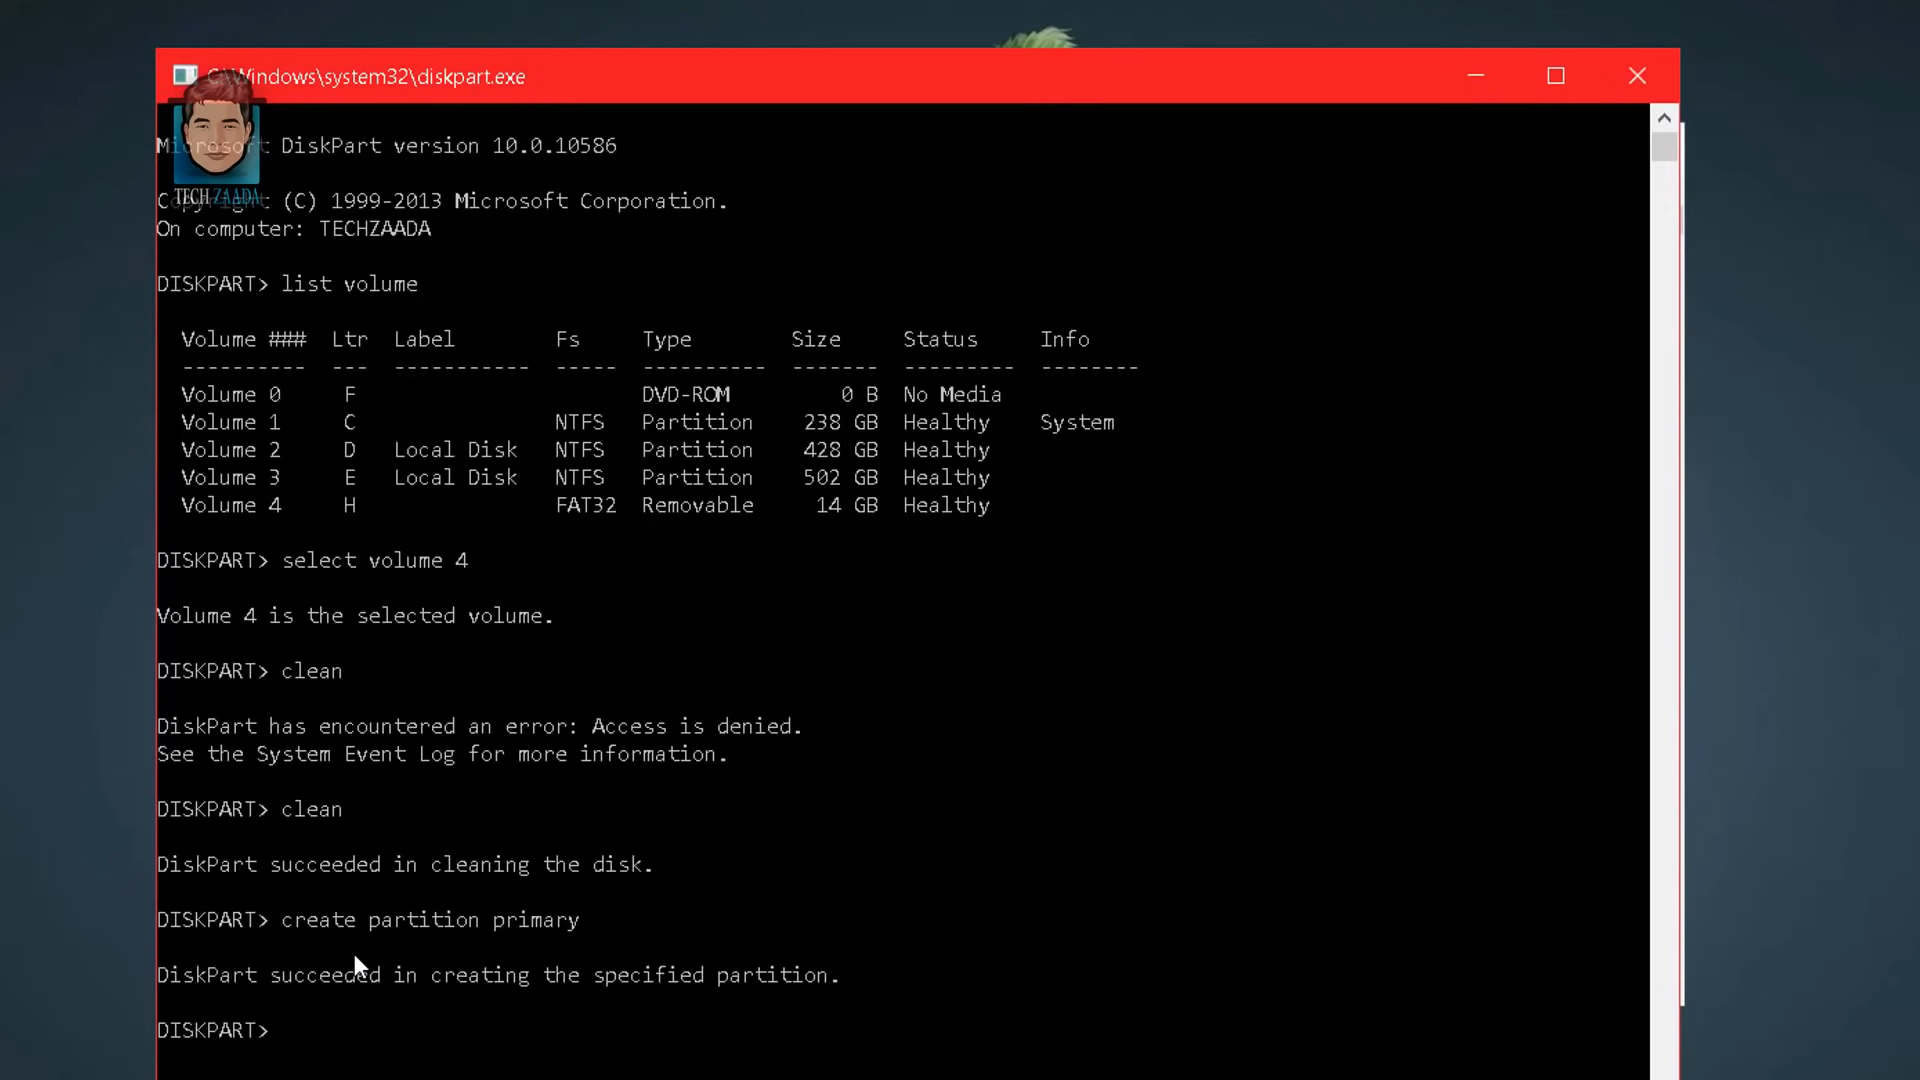 C:\Windows\system32\diskpart.exe
Microsoft DiskPart version 10.0.10586
TECH ZAADA
Copyright (C) 1999-2013 Microsoft Corporation.
On computer: TECHZAADA
DISKPART> list volume
Volume ### Ltr Label Fs Type Size Status Info
---------- --- ----------- ----- ---------- ------- --------- --------
Volume 0 F DVD-ROM 0 B No Media
Volume 1 C NTFS Partition 238 GB Healthy System
Volume 2 D Local Disk NTFS Partition 428 GB Healthy
Volume 3 E Local Disk NTFS Partition 502 GB Healthy
Volume 4 H FAT32 Removable 14 GB Healthy
DISKPART> select volume 4
Volume 4 is the selected volume.
DISKPART> clean
DiskPart has encountered an error: Access is denied.
See the System Event Log for more information.
DISKPART> clean
DiskPart succeeded in cleaning the disk.
DISKPART> create partition primary
DiskPart succeeded in creating the specified partition.
DISKPART>